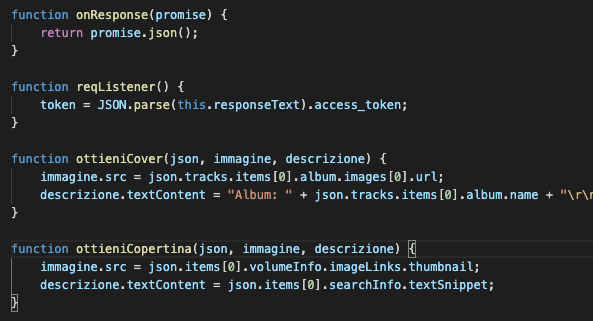 function onResponse(promise) {
    return promise.json();
}
function reqListener() {
    token = JSON.parse(this.responseText).access_token;
}
function ottieniCover(json, immagine, descrizione) {
    immagine.src = json.tracks.items[0].album.images[0].url;
    descrizione.textContent = "Album: " + json.tracks.items[0].album.name + "\r\n
}
function ottieniCopertina(json, immagine, descrizione) {
    immagine.src = json.items[0].volumeInfo.imageLinks.thumbnail;
    descrizione.textContent = json.items[0].searchInfo.textSnippet;
}